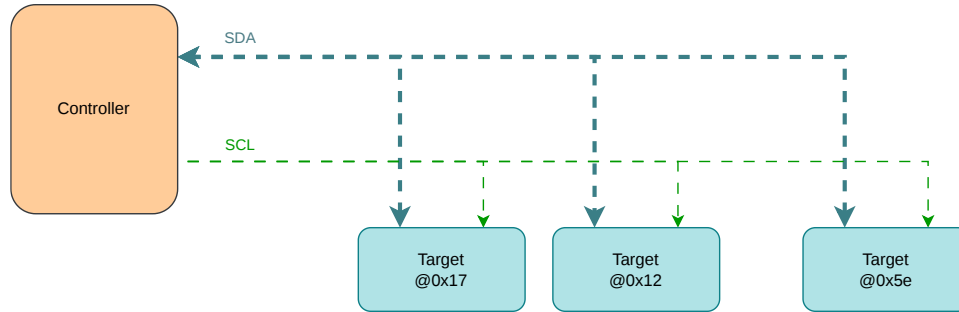 SDA
Controller
SCL
Target
@0x17
Target
@0x12
Target
@0x5e